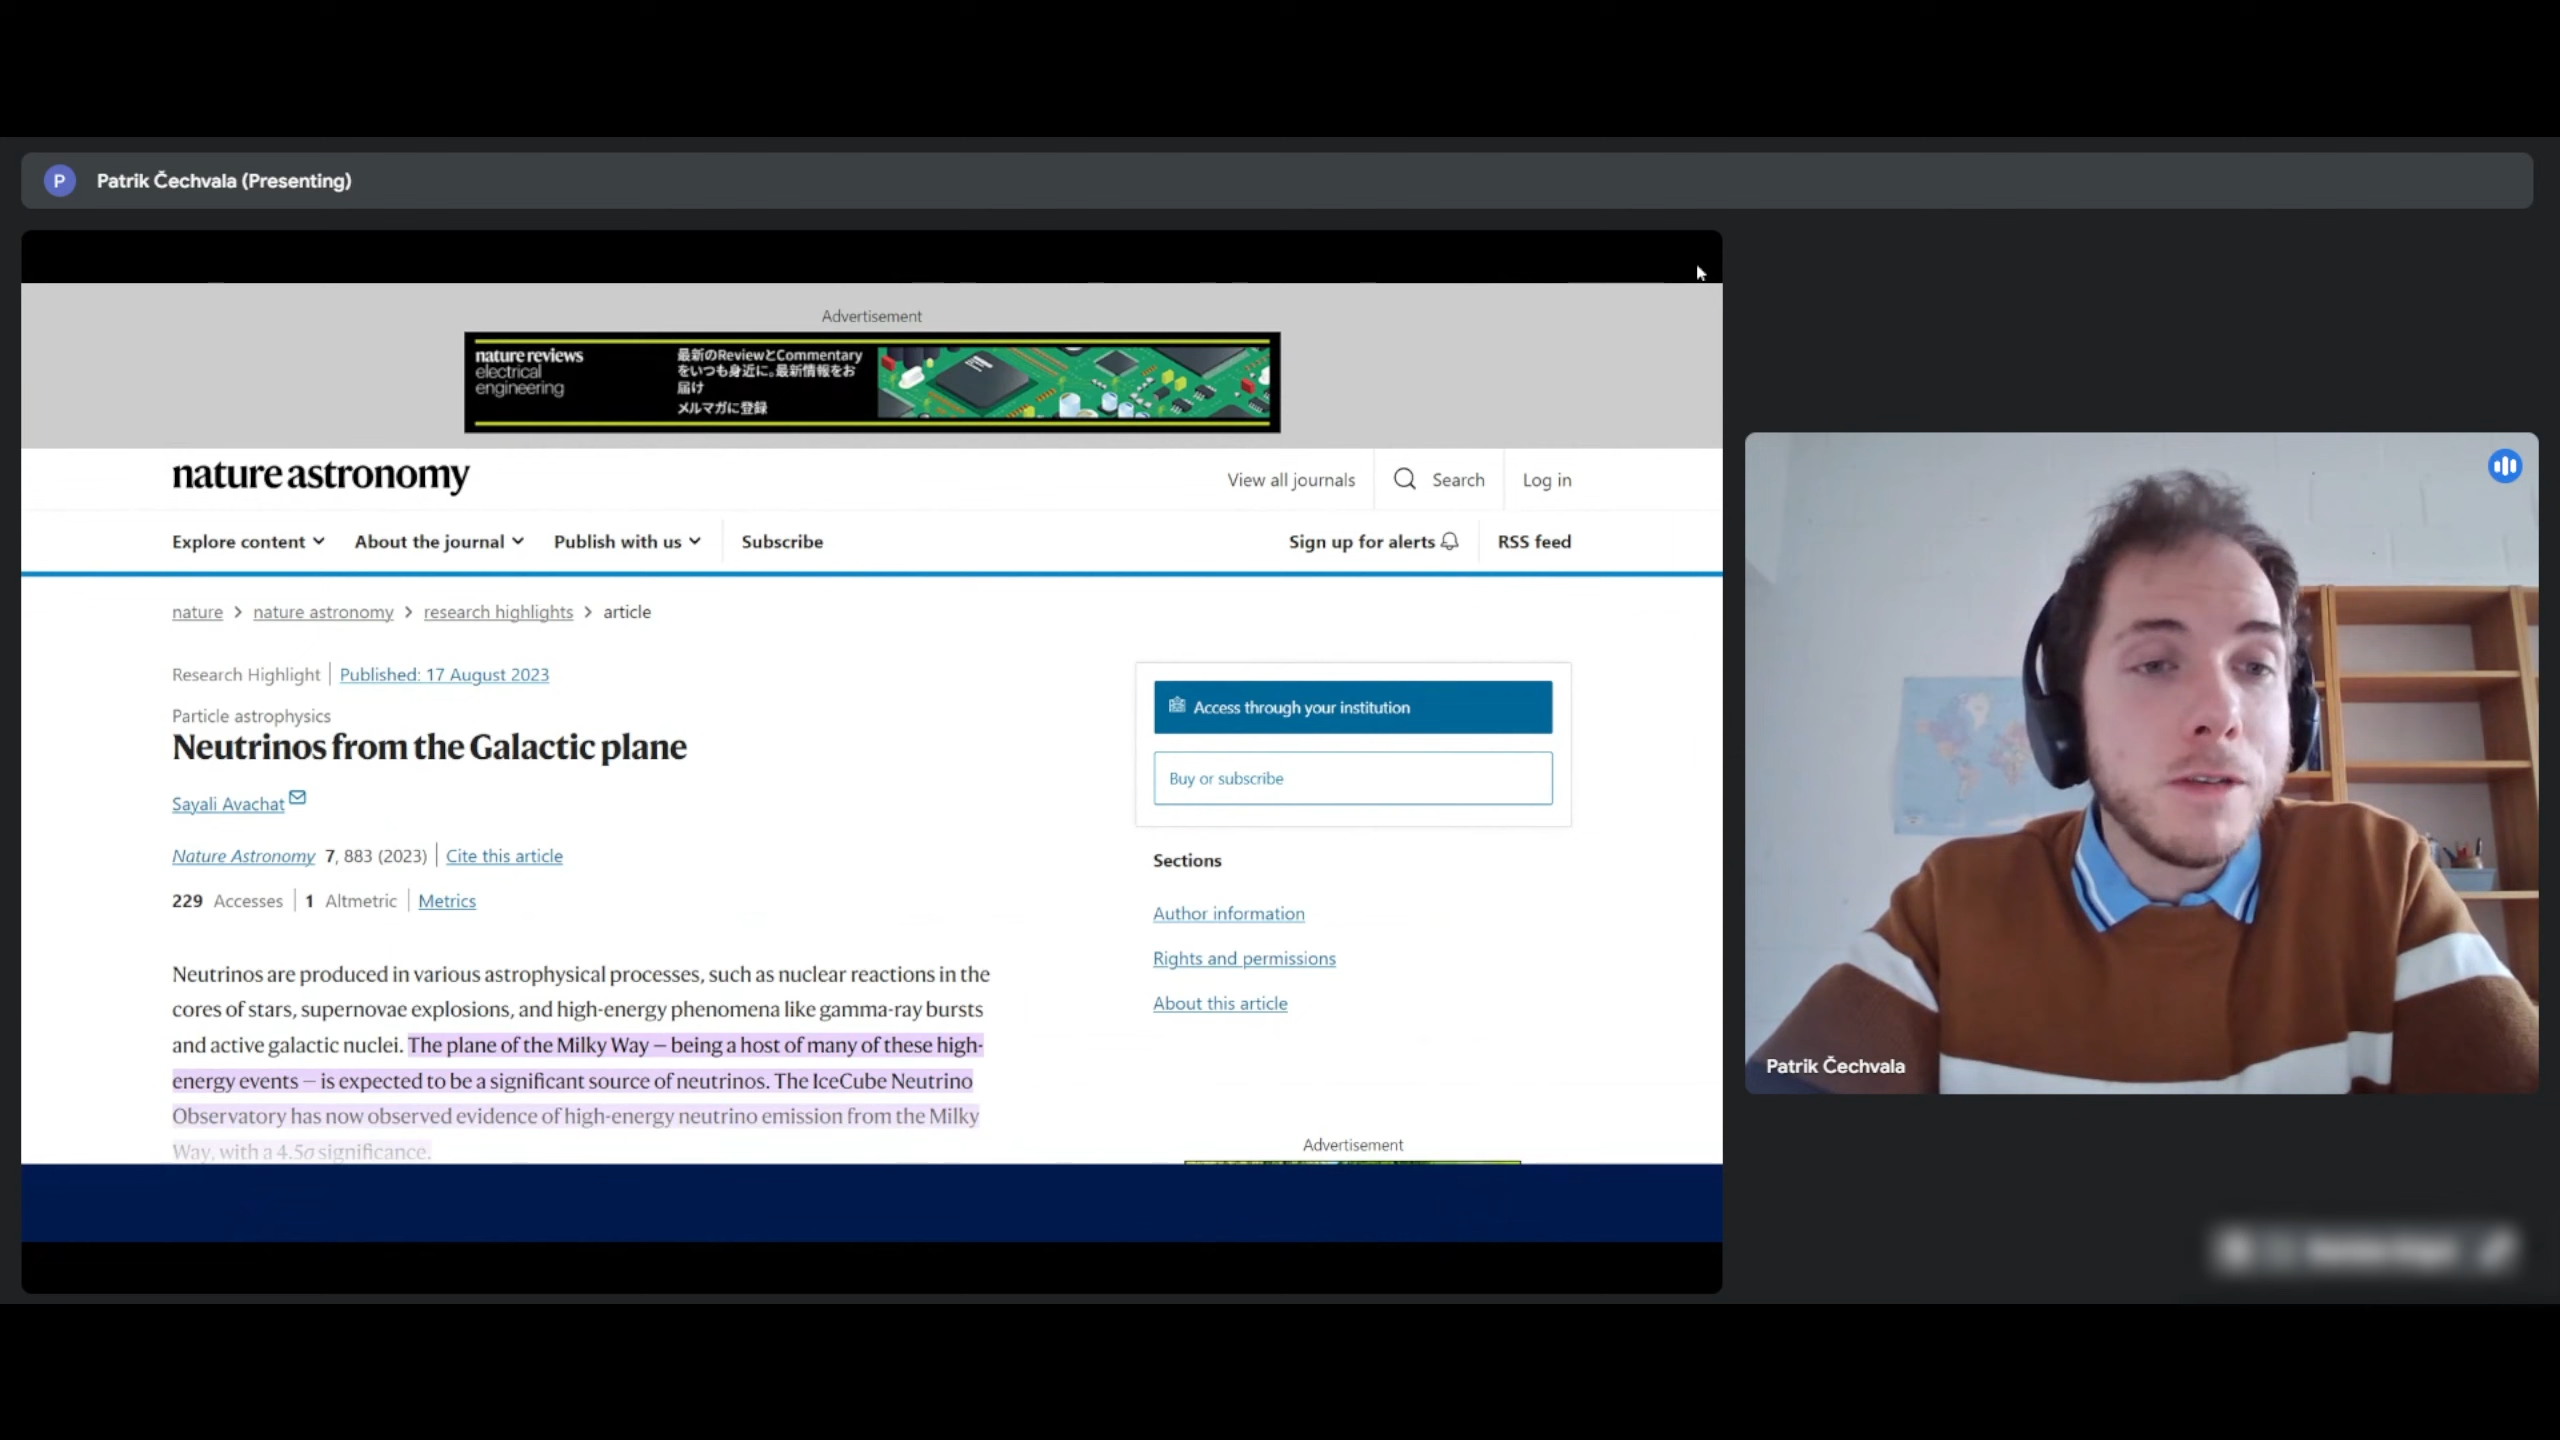 P Patrik Čechvala (Presenting)
Advertisement
nature reviews
electrical
engineering
最新のReviewとCommentary
をいつも身近に。最新情報をお
届け
メルマガに登録
nature astronomy
View all journals
Search
Log in
Explore content
About the journal
Publish with us
Subscribe
Sign up for alerts
RSS feed
nature > nature astronomy > research highlights > article
Research Highlight | Published: 17 August 2023
Particle astrophysics
Neutrinos from the Galactic plane
Sayali Avachat
Nature Astronomy 7, 883 (2023) | Cite this article
229 Accesses | 1 Altmetric | Metrics
Neutrinos are produced in various astrophysical processes, such as nuclear reactions in the
cores of stars, supernovae explosions, and high-energy phenomena like gamma-ray bursts
and active galactic nuclei. The plane of the Milky Way – being a host of many of these high-
energy events – is expected to be a significant source of neutrinos. The IceCube Neutrino
Observatory has now observed evidence of high-energy neutrino emission from the Milky
Way, with a 4.5σ significance.
Access through your institution
Buy or subscribe
Sections
Author information
Rights and permissions
About this article
Advertisement
Patrik Čechvala